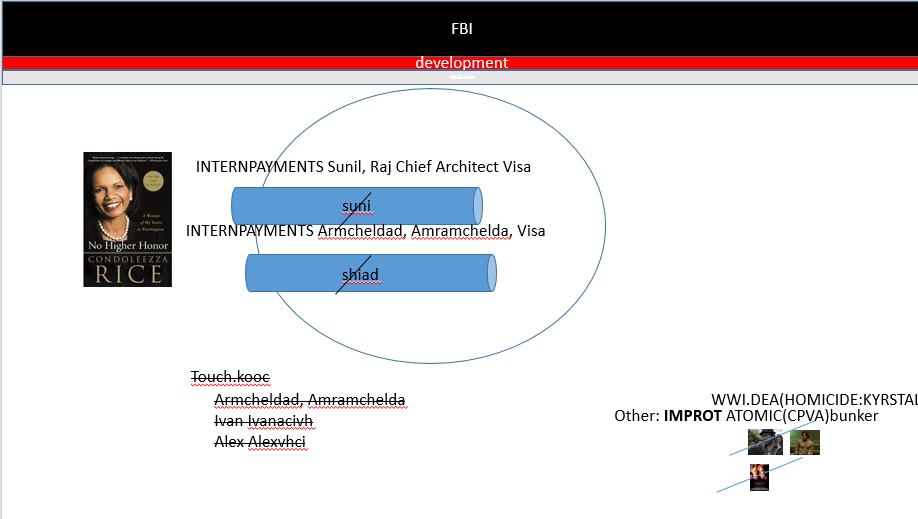 FBI
development
INTERNPAYMENTS Sunil, Raj Chief Architect Visa
suni
INTERNPAYMENTS Armcheldad, Amramchelda, Visa
shiad
No Higher Honor
CONDOLEEZZA
RICE
A Memoir
of My Years
in Washington
Touch.kooc
Armcheldad, Amramchelda
Ivan Ivanacivh
Alex Alexvhci
WWI.DEA(HOMICIDE:KYRSTAL
Other: IMPROT ATOMIC(CPVA)bunker